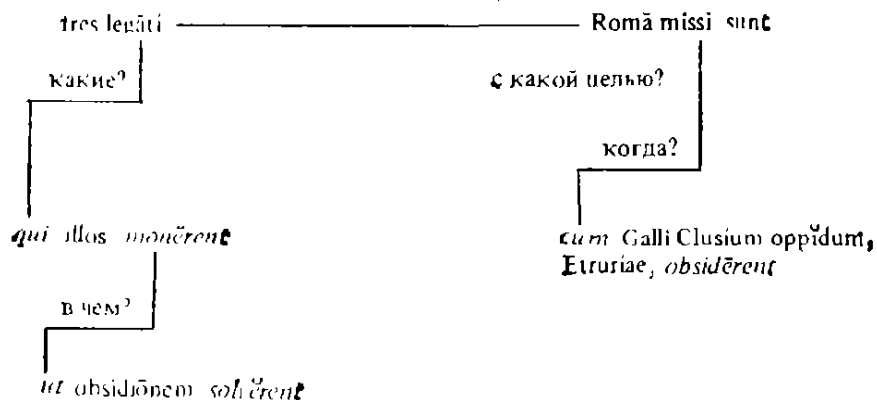 tres legāti Romā missi sunt
какие? с какой целью?
когда?
qui illos monērent cum Galli Clusium oppĭdum,
Etruriae, obsidērent
в чем?
ut obsidiōnem solvĕrent